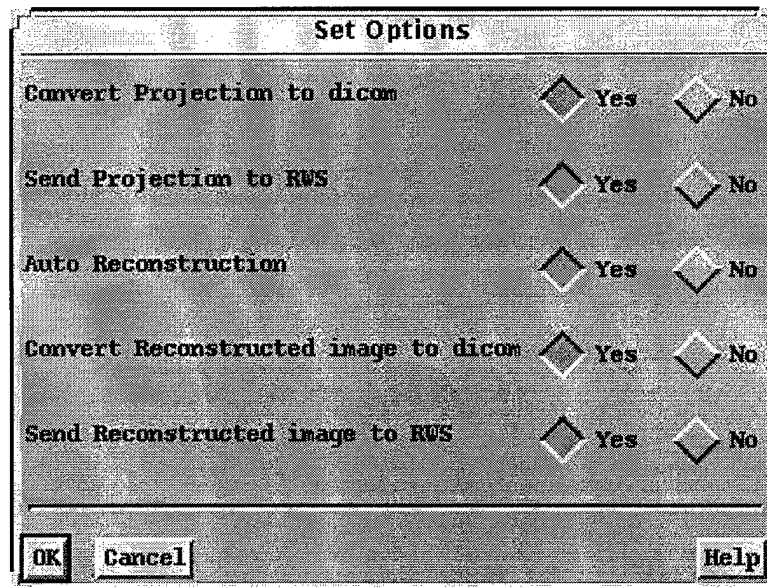 Set Options
Convert Projection to dicom Yes No
Send Projection to RWS Yes No
Auto Reconstruction Yes No
Convert Reconstructed image to dicom Yes No
Send Reconstructed image to RWS Yes No
OK Cancel Help